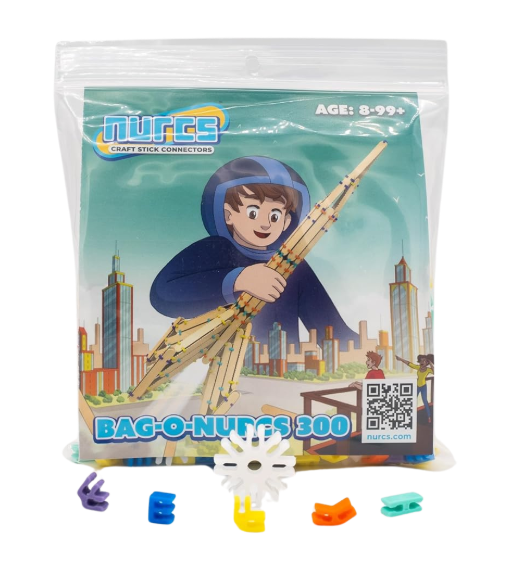 AGE: 8-99+
nurcs
CRAFT STICK CONNECTORS
BAG-O-NURCS 300
nurcs.com